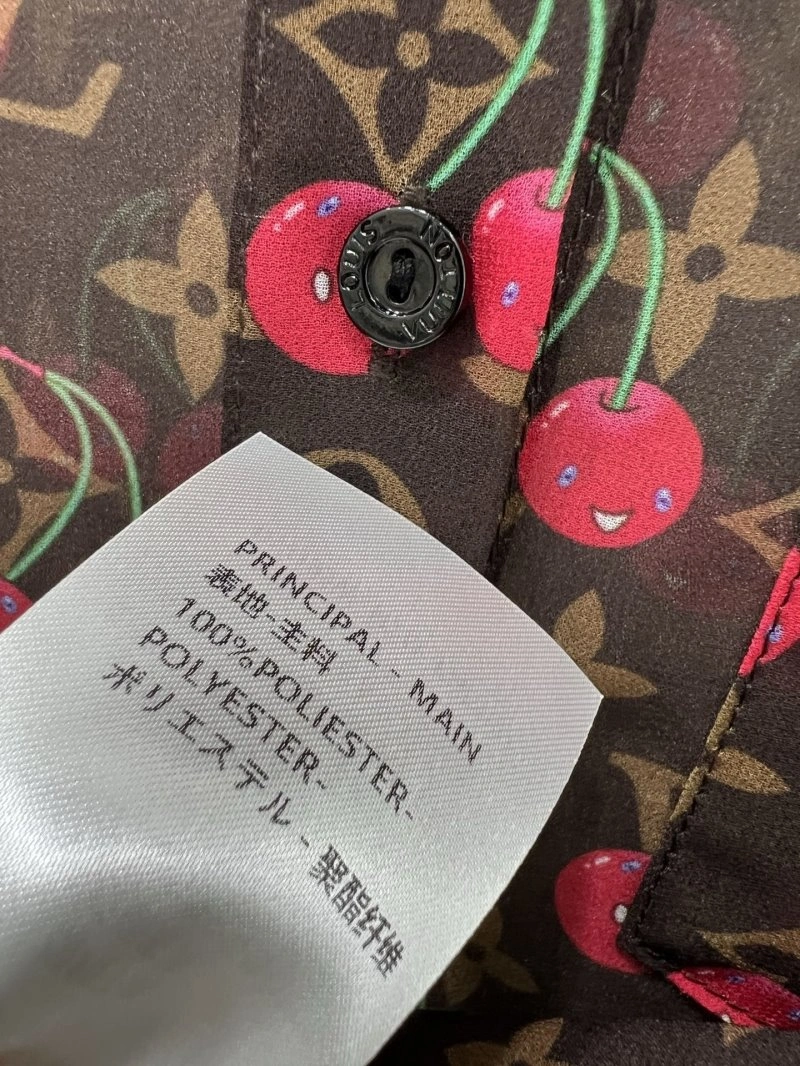 LOUIS VUITTON
PRINCIPAL - MAIN
表地-主料
100%POLIESTER-
POLYESTER-
ポリエステル - 聚酯纤维